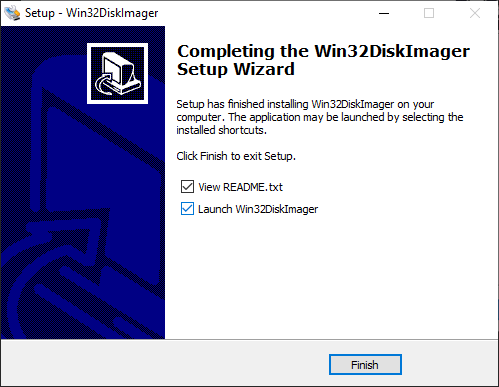 Setup - Win32DiskImager
Completing the Win32DiskImager
Setup Wizard
Setup has finished installing Win32DiskImager on your
computer. The application may be launched by selecting the
installed shortcuts.
Click Finish to exit Setup.
View README.txt
Launch Win32DiskImager
Finish